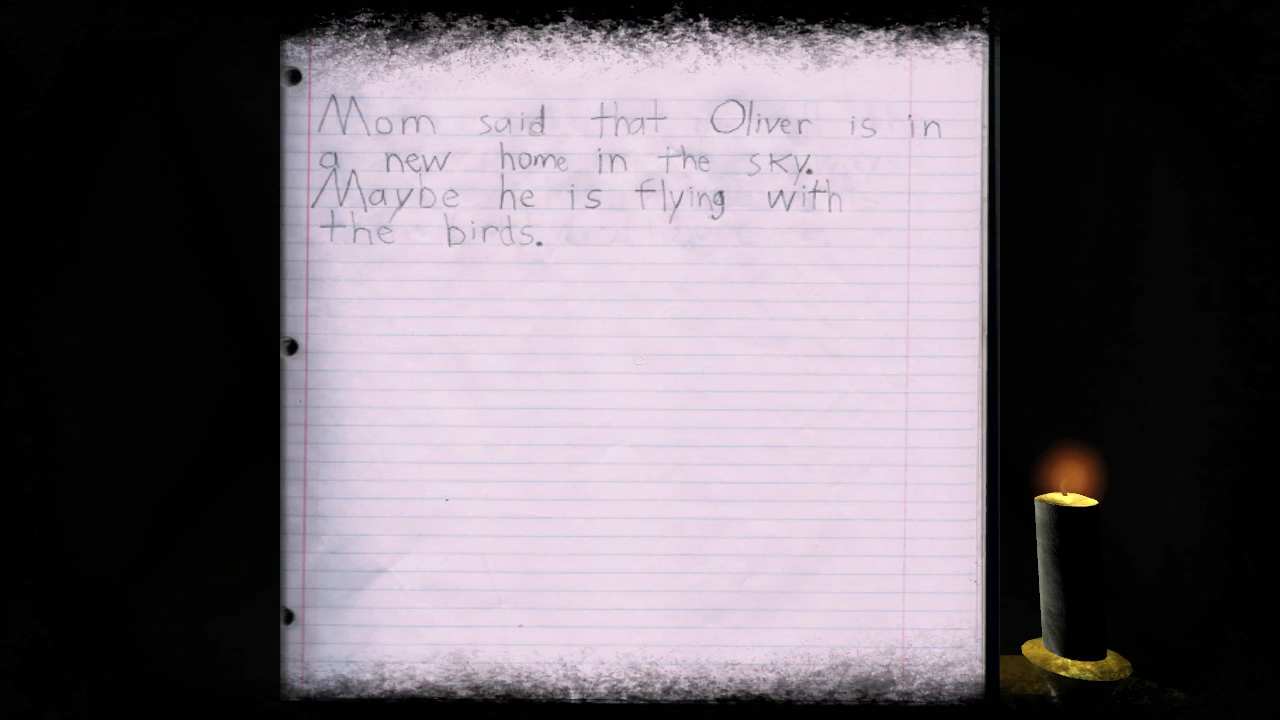 Mom said that Oliver is in
a new home in the sky.
Maybe he is flying with
the birds.